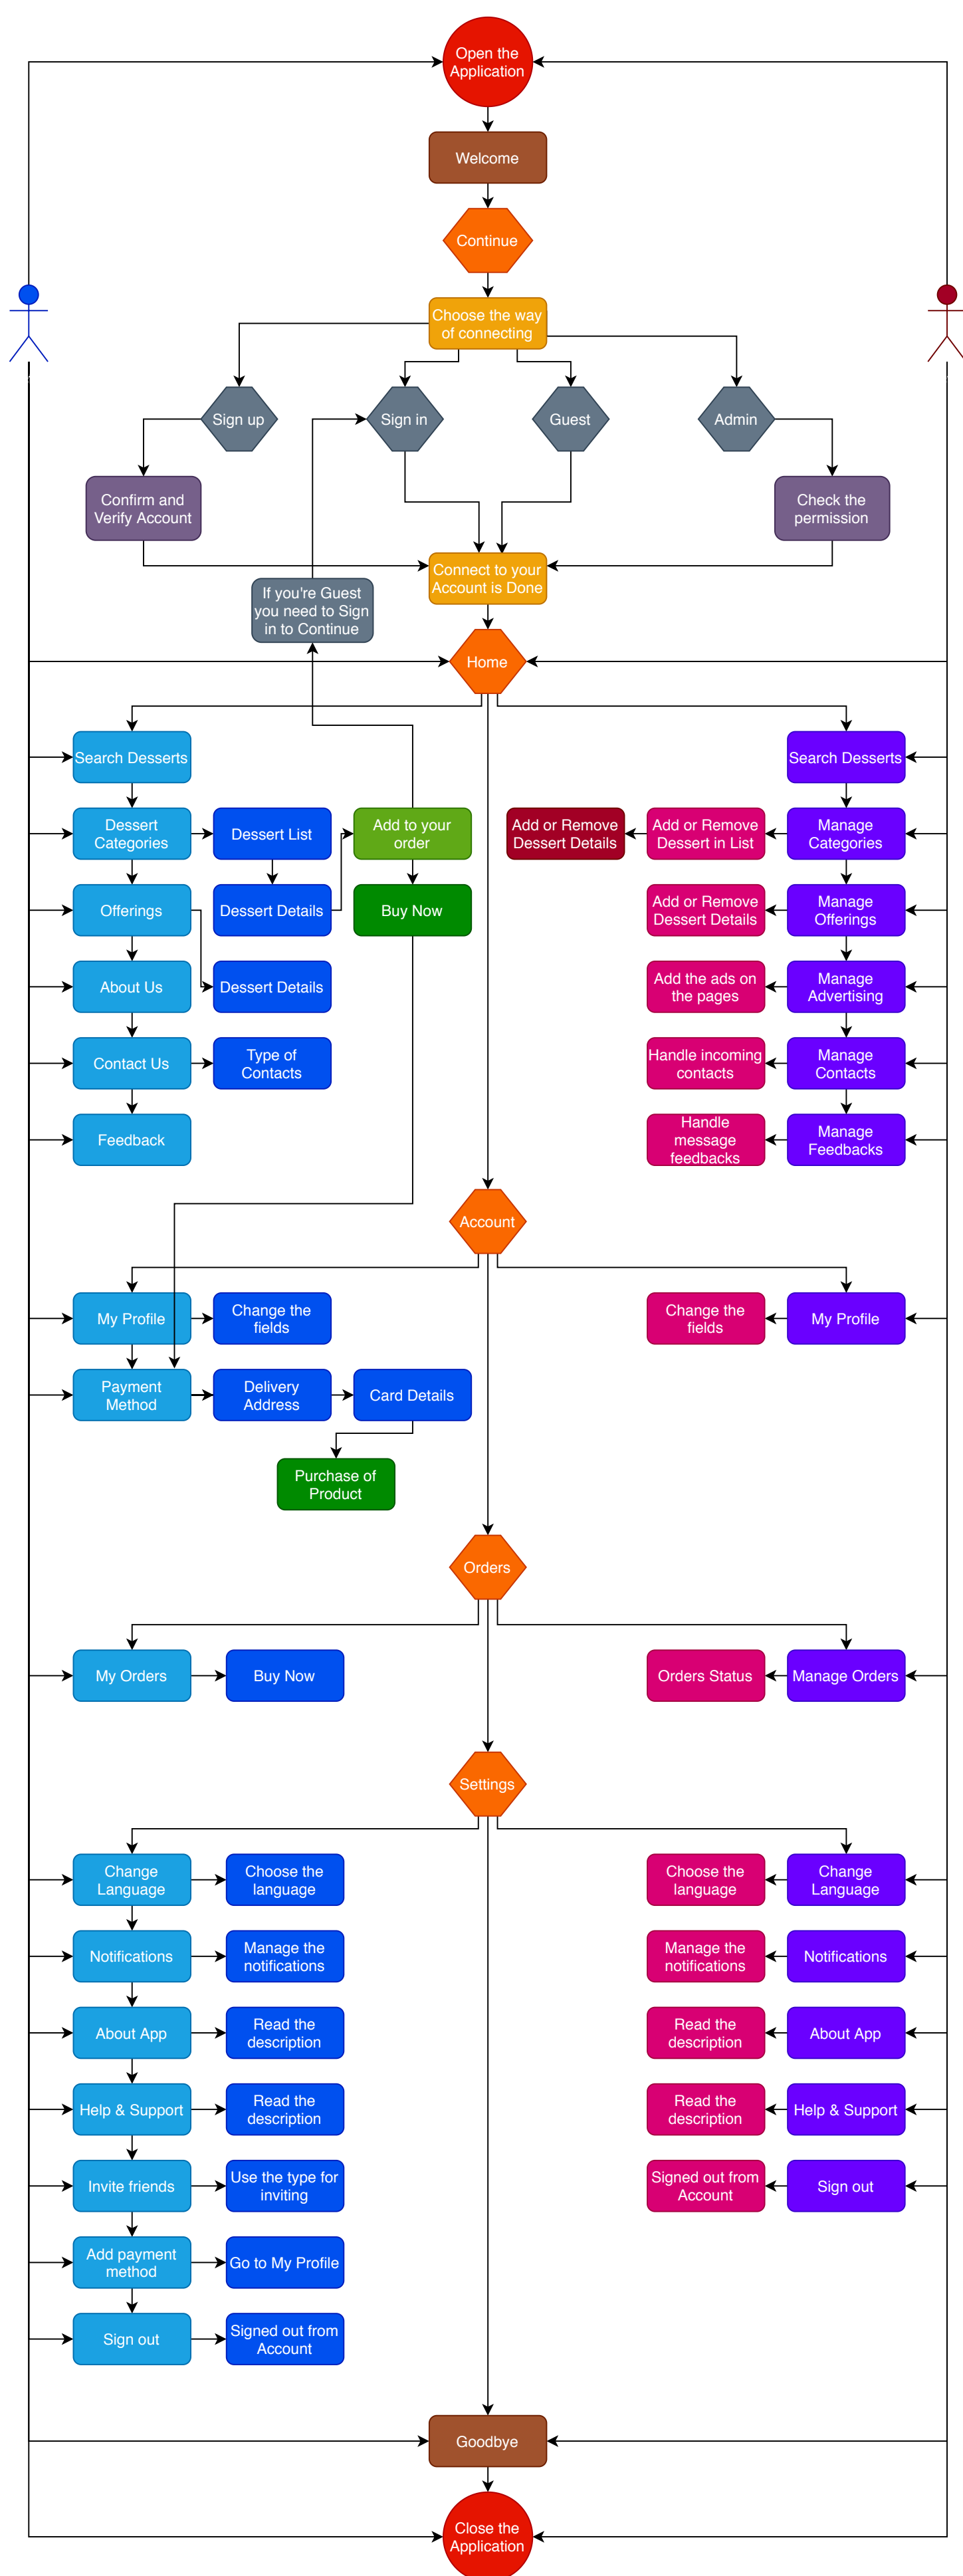 Open the
Application
Welcome
Continue
Choose the way
of connecting
Sign up
Sign in
Guest
Admin
Confirm and
Verify Account
Check the
permission
Connect to your
Account is Done
If you're Guest
you need to Sign
in to Continue
Home
Search Desserts
Search Desserts
Dessert
Categories
Dessert List
Add to your
order
Add or Remove
Dessert Details
Add or Remove
Dessert in List
Manage
Categories
Offerings
Dessert Details
Buy Now
Add or Remove
Dessert Details
Manage
Offerings
About Us
Dessert Details
Add the ads on
the pages
Manage
Advertising
Contact Us
Type of
Contacts
Handle incoming
contacts
Manage
Contacts
Feedback
Handle
message
feedbacks
Manage
Feedbacks
Account
My Profile
Change the
fields
Change the
fields
My Profile
Payment
Method
Delivery
Address
Card Details
Purchase of
Product
Orders
My Orders
Buy Now
Orders Status
Manage Orders
Settings
Change
Language
Choose the
language
Choose the
language
Change
Language
Notifications
Manage the
notifications
Manage the
notifications
Notifications
About App
Read the
description
Read the
description
About App
Help & Support
Read the
description
Read the
description
Help & Support
Invite friends
Use the type for
inviting
Signed out from
Account
Sign out
Add payment
method
Go to My Profile
Sign out
Signed out from
Account
Goodbye
Close the
Application